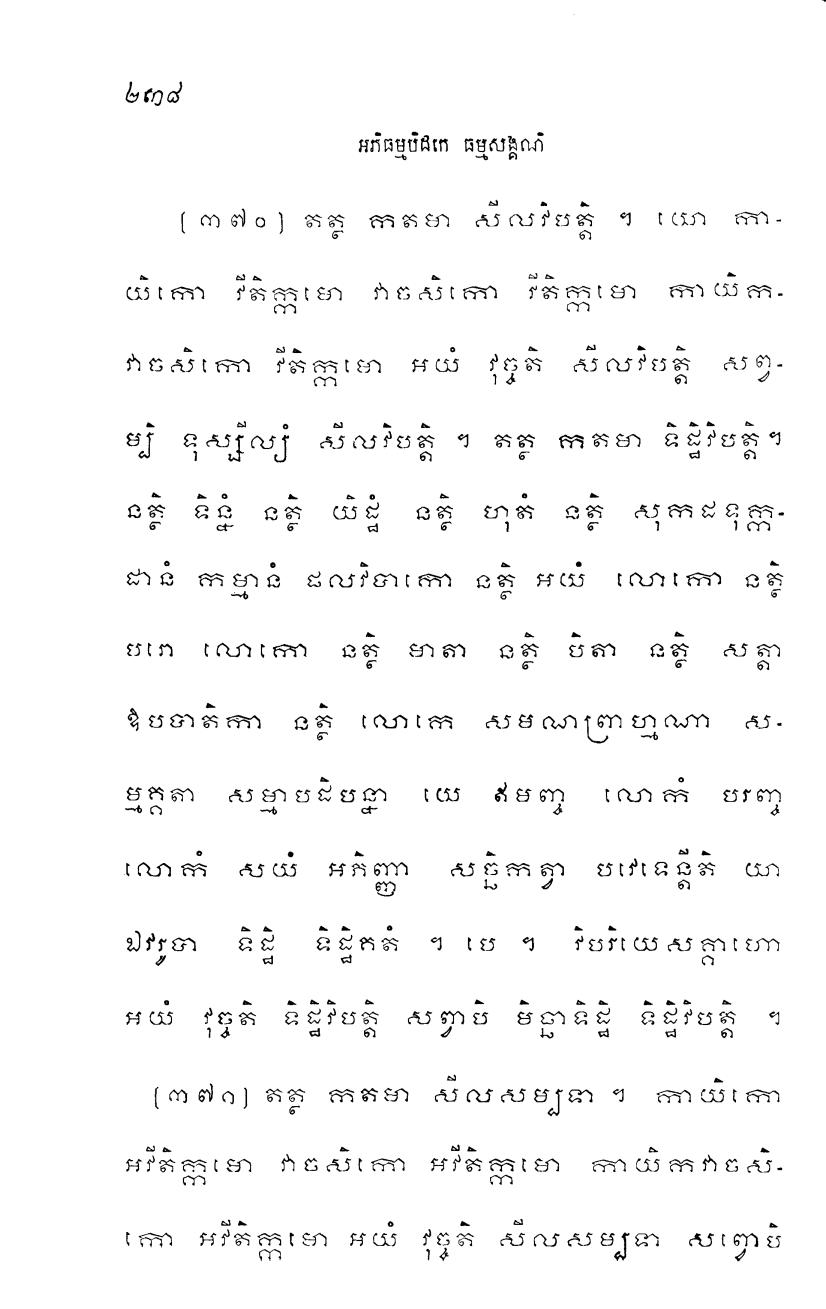 ២៣៨
អភិធម្មបិដកេ ធម្មសង្គណិ
(៣៧០) តត្ថ កតមា សីលវិបត្តិ ។ យោ កា-
យិកោ វីតិក្កមោ វាចសិកោ វីតិក្កមោ កាយិក-
វាចសិកោ វីតិក្កមោ អយំ វុច្ចតិ សីលវិបត្តិ សព្វ-
ម្បិ ទុស្សីល្យំ សីលវិបត្តិ ។ តត្ថ កតមា ទិដ្ឋិវិបត្តិ ។
នត្ថិ ទិន្នំ នត្ថិ យិដ្ឋំ នត្ថិ ហុតំ នត្ថិ សុកដទុក្ក-
ដានំ កម្មានំ ផលវិបាកោ នត្ថិ អយំ លោកោ នត្ថិ
បរោ លោកោ នត្ថិ មាតា នត្ថិ បិតា នត្ថិ សត្តា
ឱបបាតិកា នត្ថិ លោកេ សមណព្រាហ្មណា ស-
ម្មគ្គតា សម្មាបដិបន្នា យេ ឥមញ្ច លោកំ បរញ្ច
លោកំ សយំ អភិញ្ញា សច្ឆិកត្វា បវេទេន្តីតិ យា
ឯវរូបា ទិដ្ឋិ ទិដ្ឋិគតំ ។ បេ ។ វិបរិយេសគ្គាហោ
អយំ វុច្ចតិ ទិដ្ឋិវិបត្តិ សព្វាបិ មិច្ឆាទិដ្ឋិ ទិដ្ឋិវិបត្តិ ។
(៣៧១) តត្ថ កតមា សីលសម្បទា ។ កាយិកោ
អវីតិក្កមោ វាចសិកោ អវីតិក្កមោ កាយិកវាចសិ-
កោ អវីតិក្កមោ អយំ វុច្ចតិ សីលសម្បទា សព្វោបិ